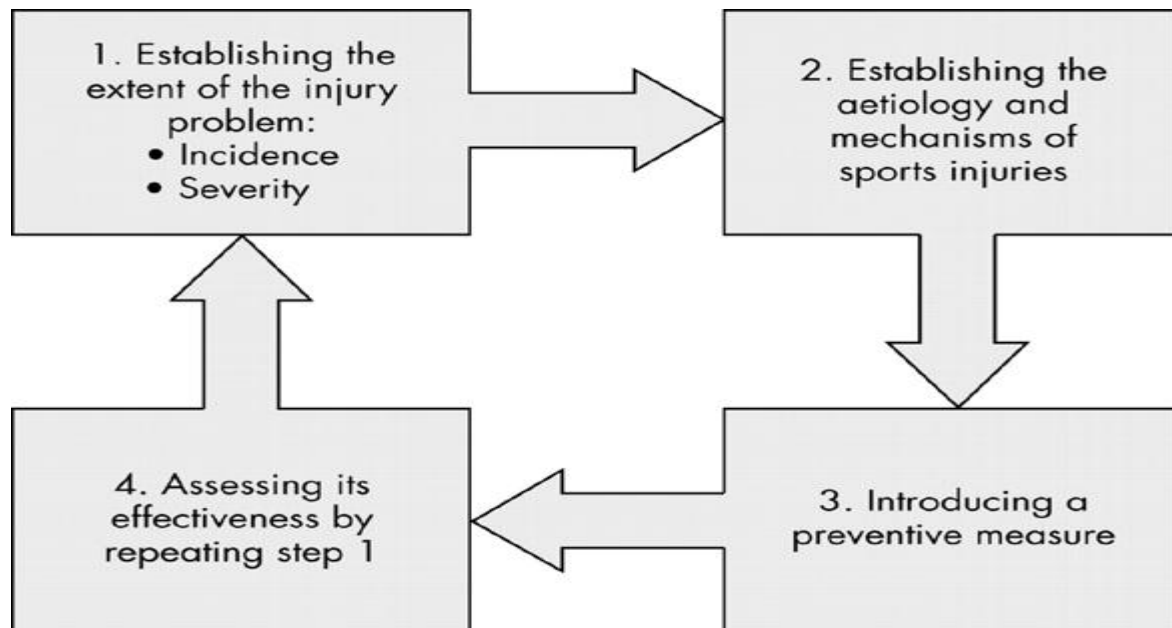 1. Establishing the
extent of the injury
problem:
• Incidence
• Severity
2. Establishing the
aetiology and
mechanisms of
sports injuries
3. Introducing a
preventive measure
4. Assessing its
effectiveness by
repeating step 1